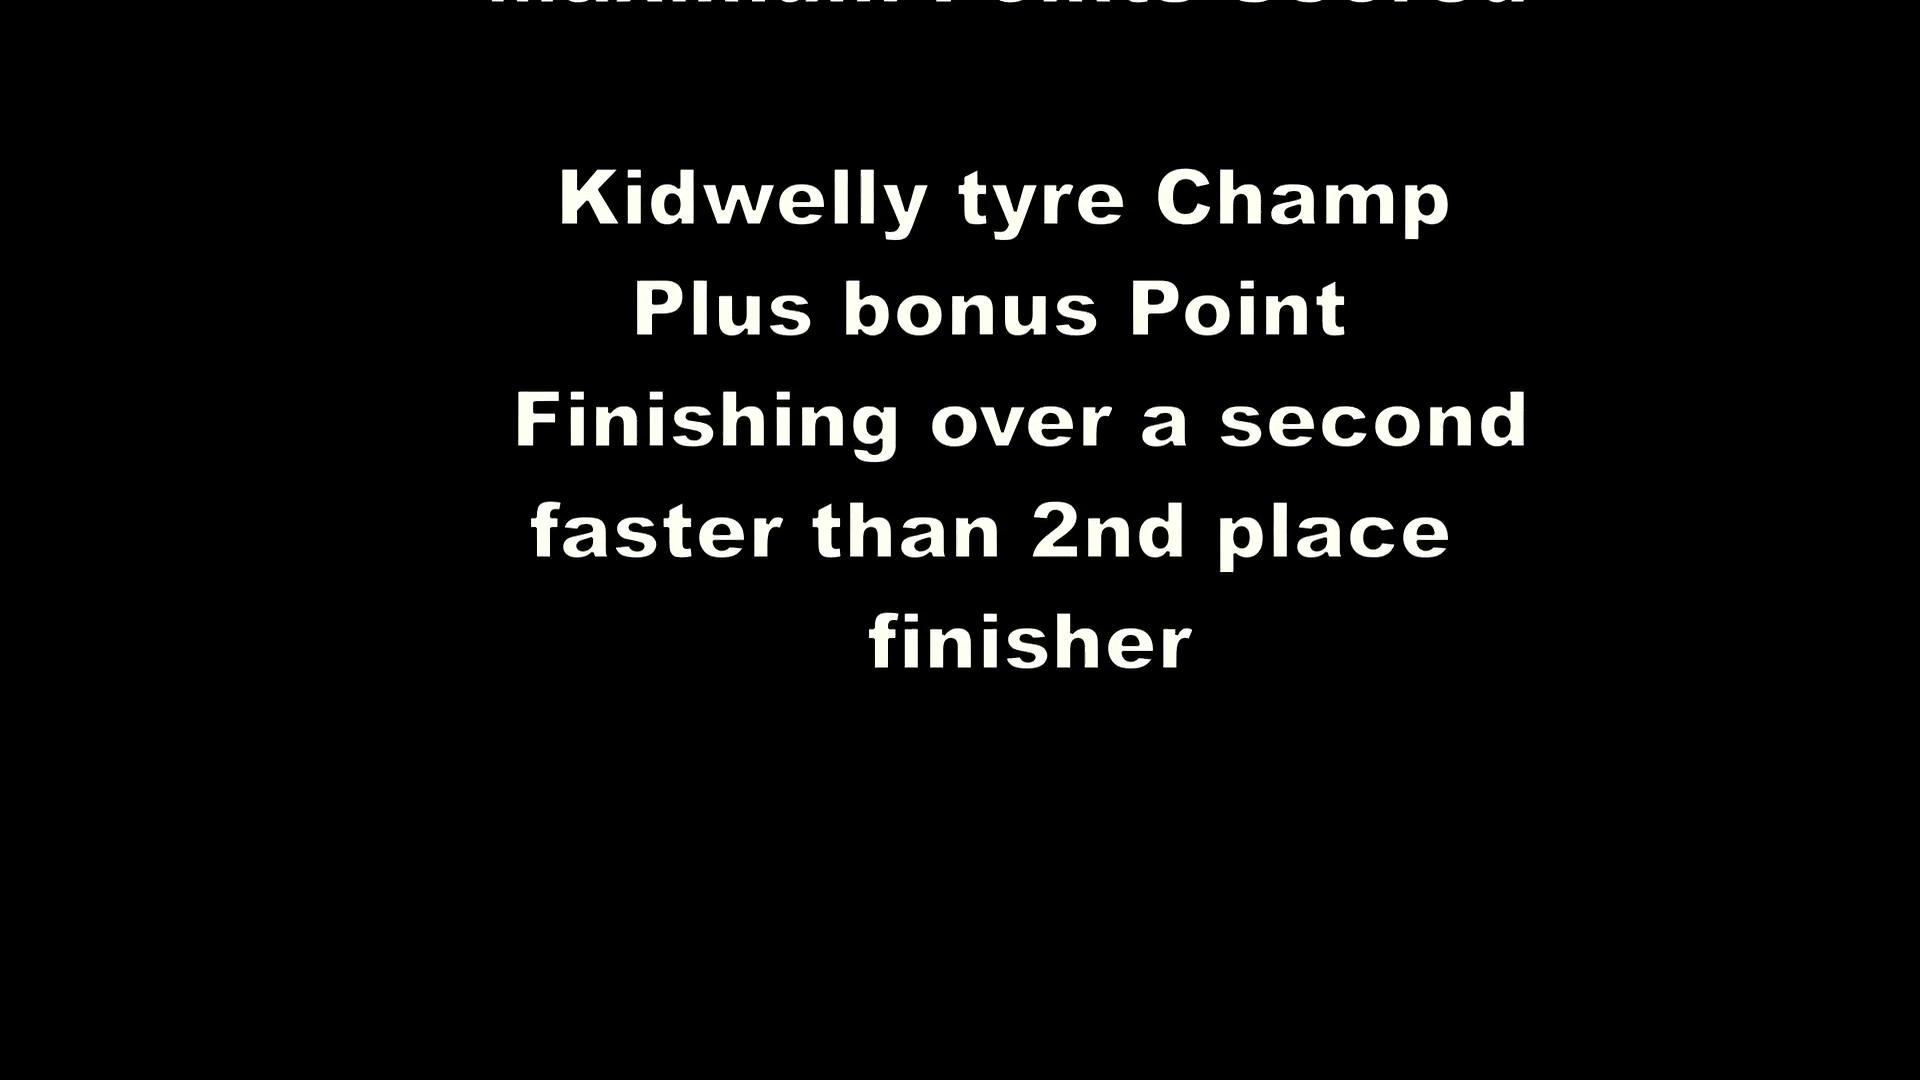 Kidwelly tyre Champ
Plus bonus Point
Finishing over a second
faster than 2nd place
finisher